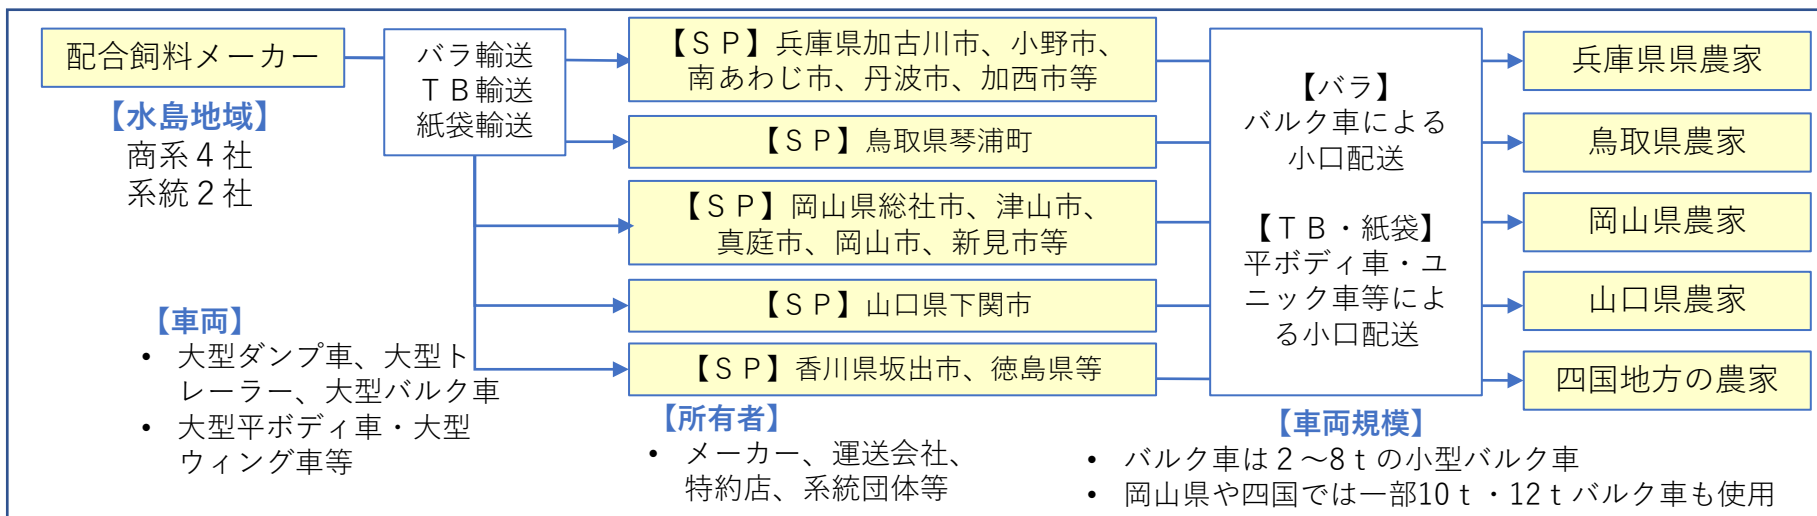 配合飼料メーカー
【水島地域】
商系４社
系統２社
【車両】
• 大型ダンプ車、大型ト
レーラー、大型バルク車
• 大型平ボディ車・大型
ウィング車等
バラ輸送
ＴＢ輸送
紙袋輸送
【ＳＰ】兵庫県加古川市、小野市、
南あわじ市、丹波市、加西市等
【ＳＰ】鳥取県琴浦町
【ＳＰ】岡山県総社市、津山市、
真庭市、岡山市、新見市等
【ＳＰ】山口県下関市
【ＳＰ】香川県坂出市、徳島県等
【所有者】
• メーカー、運送会社、
特約店、系統団体等
【バラ】
バルク車による
小口配送
【ＴＢ・紙袋】
平ボディ車・ユ
ニック車等によ
る小口配送
【車両規模】
• バルク車は２～8ｔの小型バルク車
• 岡山県や四国では一部10ｔ・12ｔバルク車も使用
兵庫県県農家
鳥取県農家
岡山県農家
山口県農家
四国地方の農家